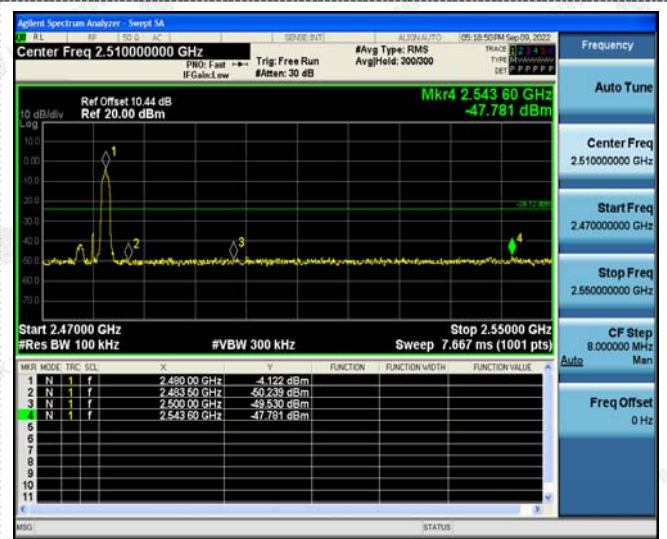 Agilent Spectrum Analyzer - Swept SA
RL RF 50 Ω AC SENSE:INT ALIGNAUTO 05:18:50PM Sep 09, 2022
Center Freq 2.510000000 GHz
PNO: Fast
IFGain:Low
Trig: Free Run
#Atten: 30 dB
#Avg Type: RMS
Avg|Hold: 300/300
TRACE 1 2 3 4 5 6
TYPE M
DET P P P P P P
Mkr4 2.543 60 GHz
-47.781 dBm
Ref Offset 10.44 dB
10 dB/div Ref 20.00 dBm
Log
10.0
0.00
-10.0
-20.0
-30.0
-40.0
-50.0
-60.0
-70.0
1
2
3
4
-24.12 dBm
Start 2.47000 GHz Stop 2.55000 GHz
#Res BW 100 kHz #VBW 300 kHz Sweep 7.667 ms (1001 pts)
MKR MODE TRC SCL X Y FUNCTION FUNCTION WIDTH FUNCTION VALUE
1 N 1 f 2.480 00 GHz -4.122 dBm
2 N 1 f 2.483 50 GHz -50.239 dBm
3 N 1 f 2.500 00 GHz -49.530 dBm
4 N 1 f 2.543 60 GHz -47.781 dBm
5
6
7
8
9
10
11
MSG STATUS
Frequency
Auto Tune
Center Freq
2.510000000 GHz
Start Freq
2.470000000 GHz
Stop Freq
2.550000000 GHz
CF Step
8.000000 MHz
Auto Man
Freq Offset
0 Hz